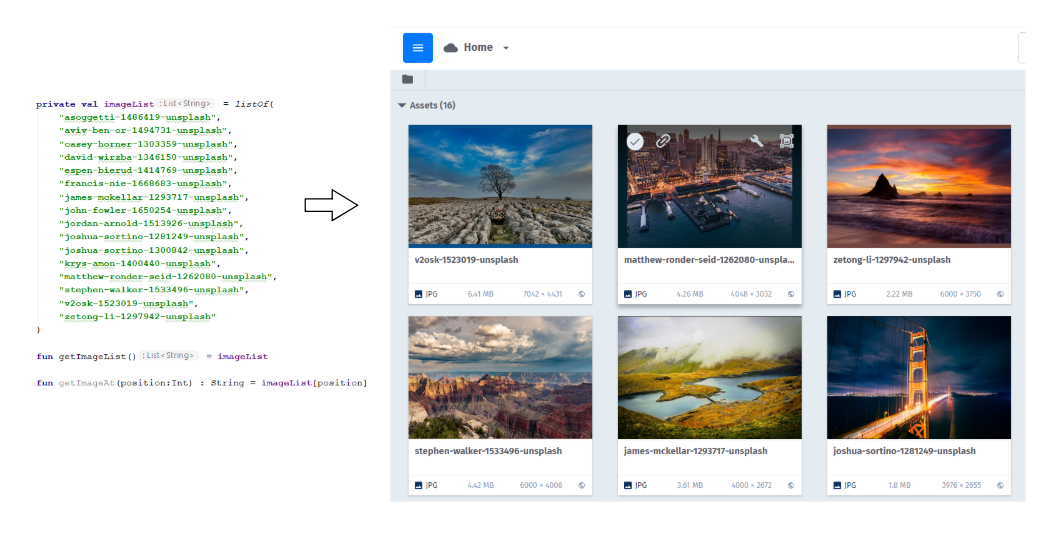 private val imageList :List<String> = listOf(
"asoggetti-1486419-unsplash",
"aviv-ben-or-1494731-unsplash",
"casey-horner-1303359-unsplash",
"david-wirzba-1346150-unsplash",
"espen-bierud-1414769-unsplash",
"francis-nie-1668683-unsplash",
"james-mckellar-1293717-unsplash",
"john-fowler-1650254-unsplash",
"jordan-arnold-1513926-unsplash",
"joshua-sortino-1281249-unsplash",
"joshua-sortino-1300842-unsplash",
"krys-amon-1400440-unsplash",
"matthew-ronder-seid-1262080-unsplash",
"stephen-walker-1533496-unsplash",
"v2osk-1523019-unsplash",
"zetong-li-1297942-unsplash"
)
fun getImageList() :List<String> = imageList
fun getImageAt(position:Int) : String = imageList[position]
Home
Assets (16)
v2osk-1523019-unsplash
JPG 6.41 MB 7042 × 4431
matthew-ronder-seid-1262080-unspla...
JPG 4.26 MB 4048 × 3032
zetong-li-1297942-unsplash
JPG 2.22 MB 6000 × 3750
stephen-walker-1533496-unsplash
JPG 4.42 MB 6000 × 4006
james-mckellar-1293717-unsplash
JPG 3.61 MB 4000 × 2672
joshua-sortino-1281249-unsplash
JPG 1.8 MB 3976 × 2655